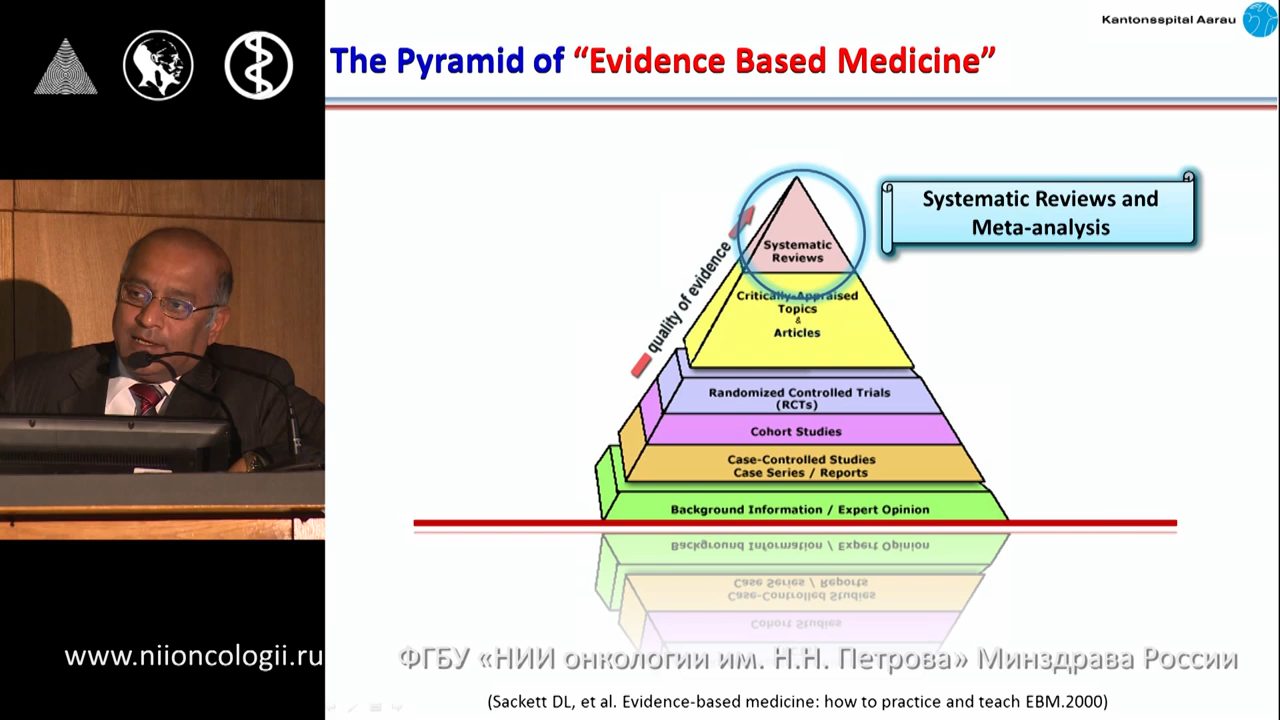 Kantonsspital Aarau
The Pyramid of “Evidence Based Medicine”
Systematic Reviews and
Meta-analysis
quality of evidence
Systematic
Reviews
Critically-Appraised
Topics
&
Articles
Randomized Controlled Trials
(RCTs)
Cohort Studies
Case-Controlled Studies
Case Series / Reports
Background Information / Expert Opinion
Background Information / Expert Opinion
Case Series / Reports
Case-Controlled Studies
Cohort Studies
www.niioncologii.ru
ФГБУ «НИИ онкологии им. Н.Н. Петрова» Минздрава России
(Sackett DL, et al. Evidence-based medicine: how to practice and teach EBM.2000)